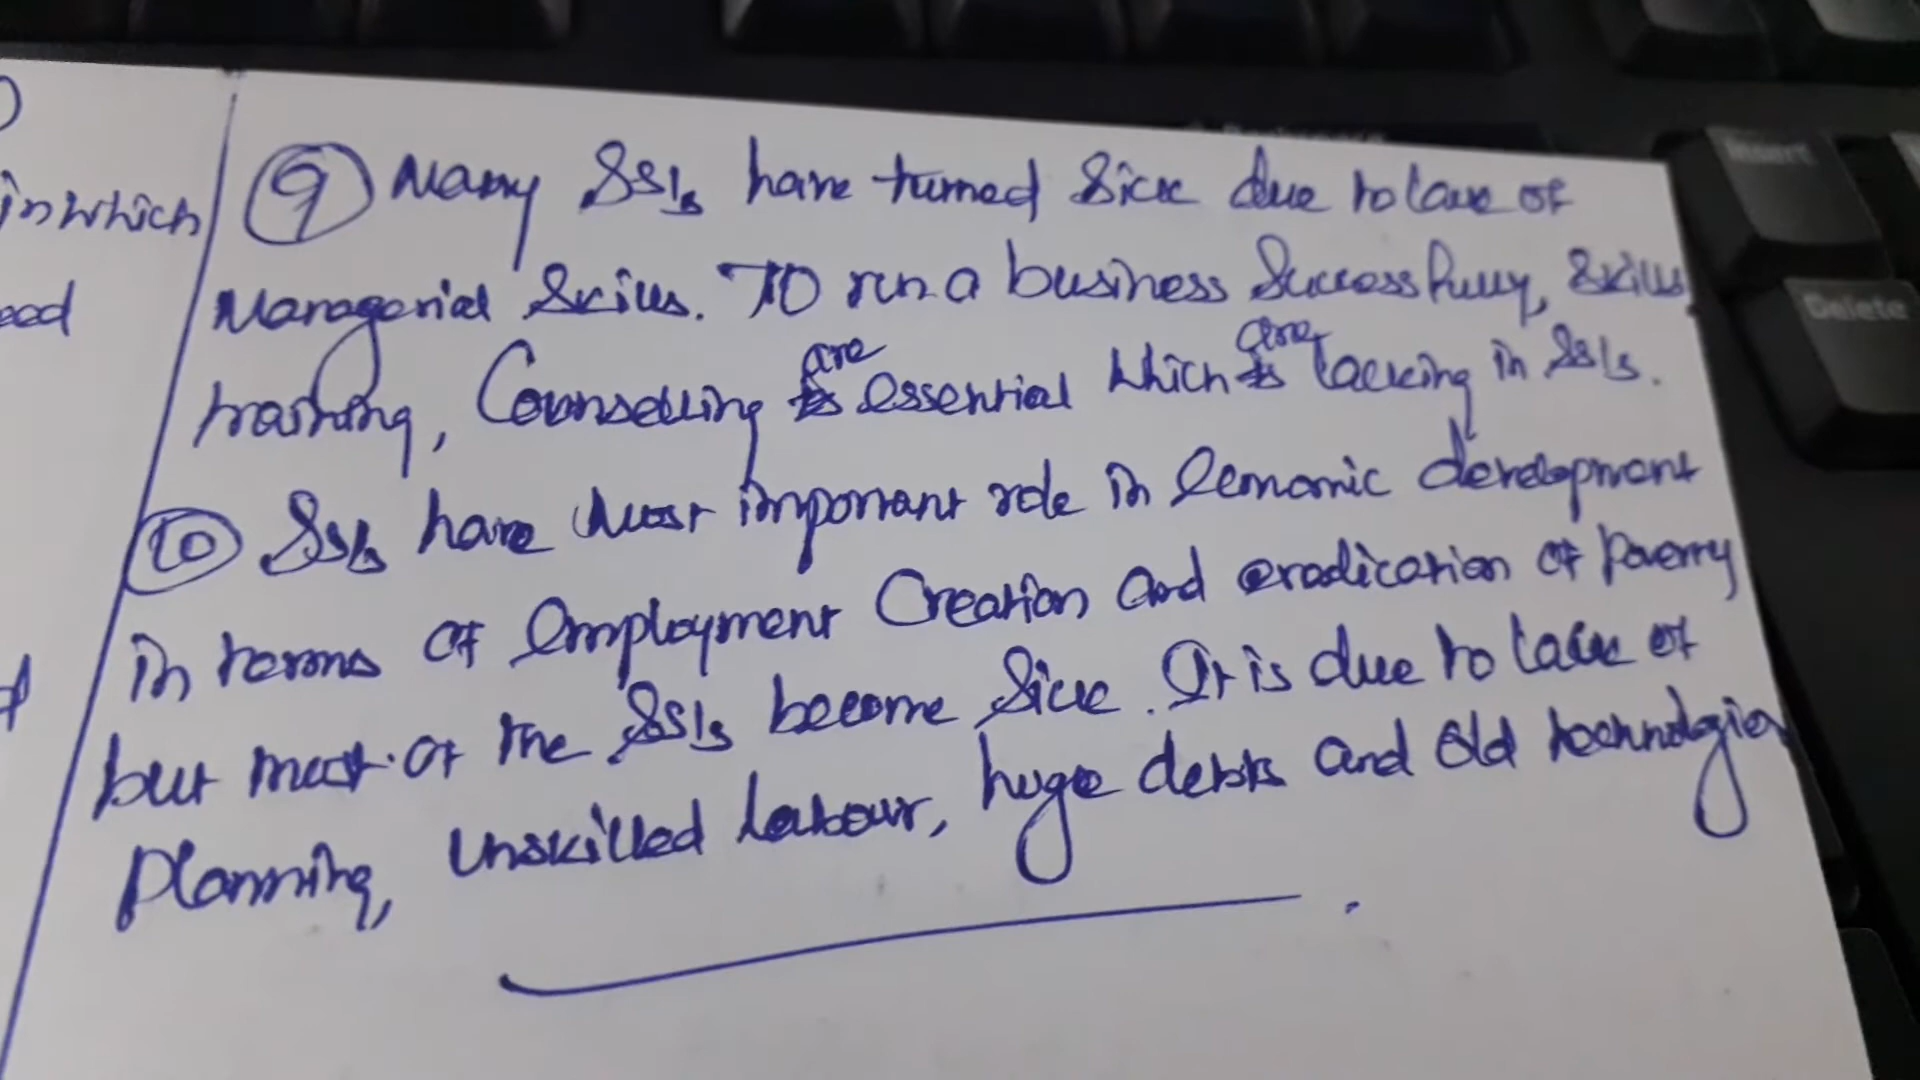 in which
eed
⑨ Many SSIs have turned sick due to lack of
Managerial Skills. To run a business successfully, skills
training, Counselling are essential which are lacking in SSIs.
⑩ SSIs have most important role in Economic development
in terms of Employment Creation and eradication of poverty
but most of the SSIs become sick. It is due to lack of
planning, unskilled labour, huge debts and old technologies
.
Insert
Delete